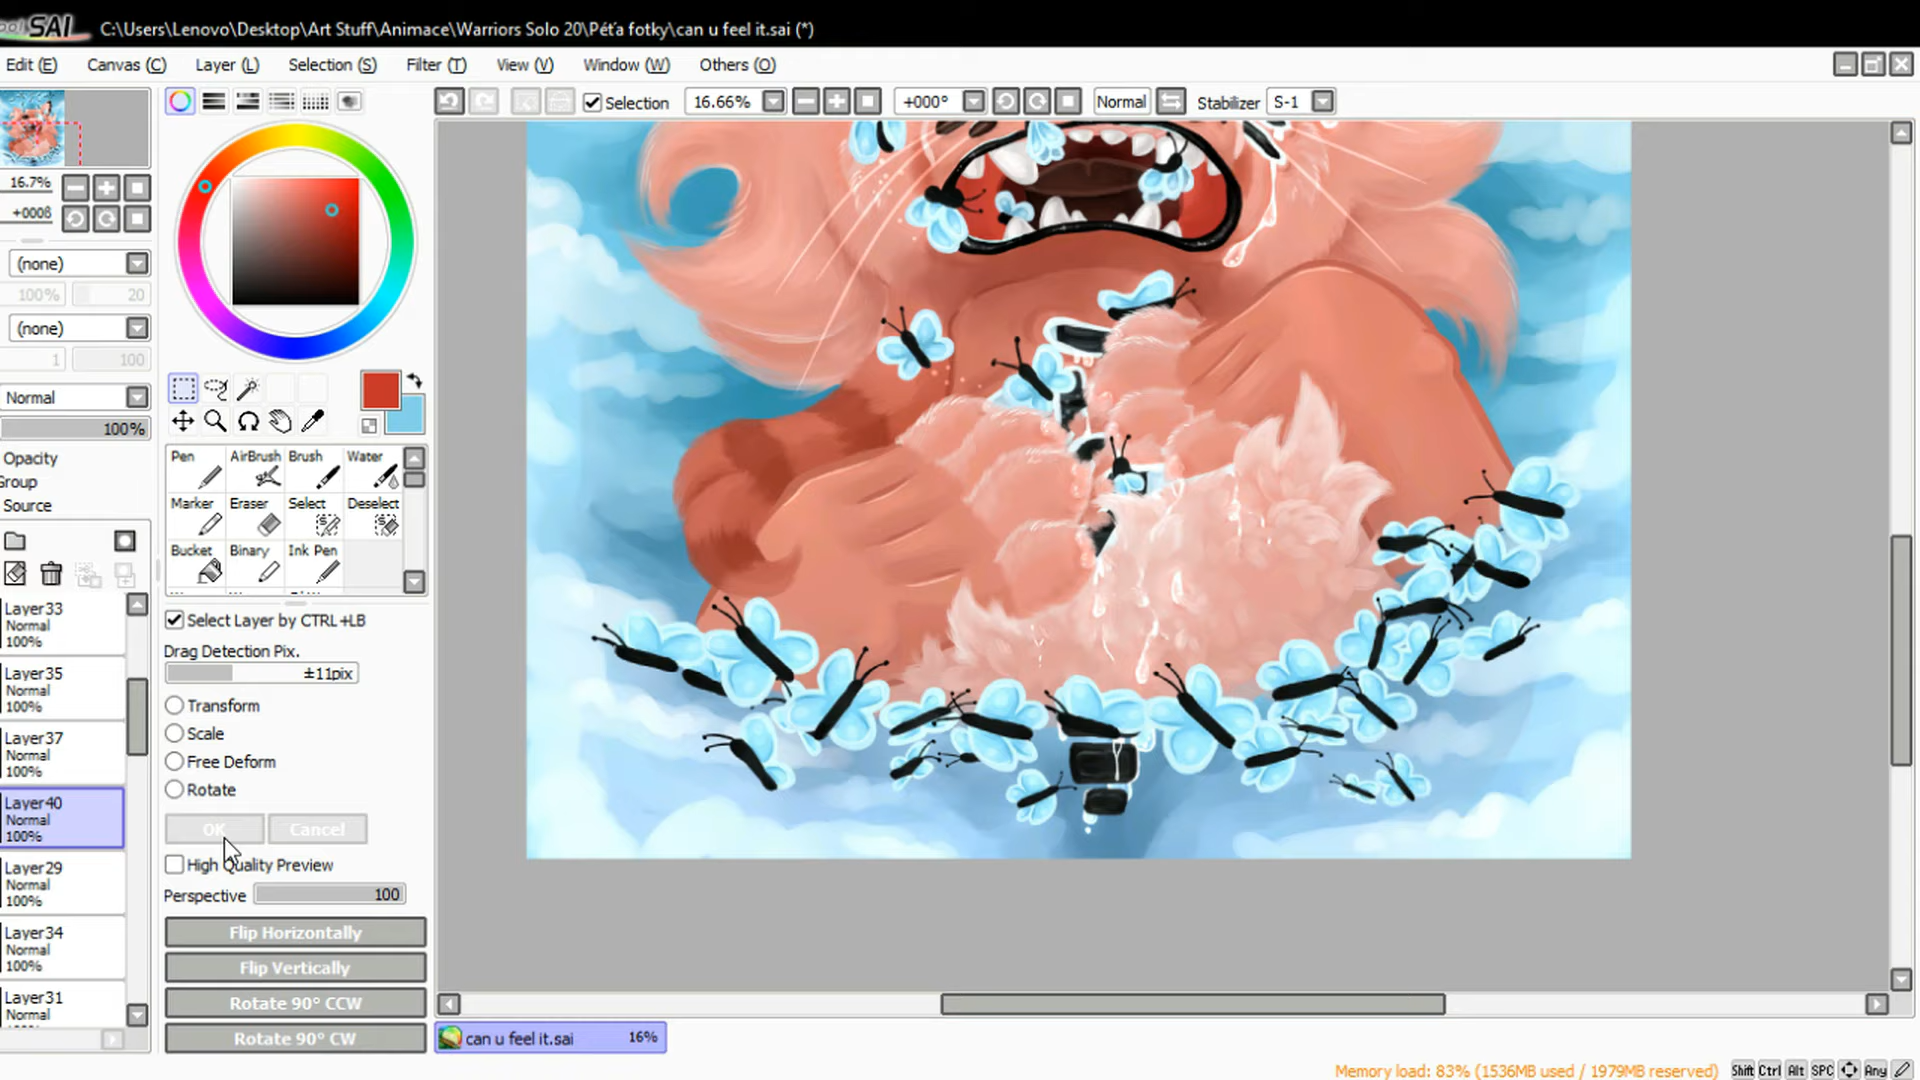 SAI C:\Users\Lenovo\Desktop\Art Stuff\Animace\Warriors Solo 20\Péťa fotky\can u feel it.sai (*)
Edit (E) Canvas (C) Layer (L) Selection (S) Filter (T) View (V) Window (W) Others (O)
Selection 16.66% +000° Normal Stabilizer S-1
16.7%
+0008
(none)
100% 20
(none)
1 100
Normal
100%
Opacity
Group
Source
Pen AirBrush Brush Water
Marker Eraser Select Deselect
Bucket Binary Ink Pen
Select Layer by CTRL+LB
Drag Detection Pix.
±11pix
Transform
Scale
Free Deform
Rotate
OK Cancel
High Quality Preview
Perspective 100
Flip Horizontally
Flip Vertically
Rotate 90° CCW
Rotate 90° CW
Layer33
Normal
100%
Layer35
Normal
100%
Layer37
Normal
100%
Layer40
Normal
100%
Layer29
Normal
100%
Layer34
Normal
100%
Layer31
can u feel it.sai 16%
Memory load: 83% (1536MB used / 1979MB reserved) Shift Ctrl Alt SPC Any